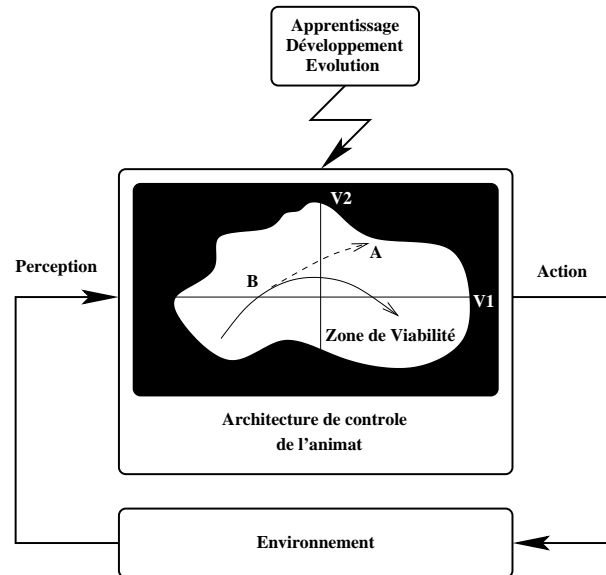 Apprentissage
Développement
Evolution
V2
A
Perception
B
Action
V1
Zone de Viabilité
Architecture de controle
de l'animat
Environnement